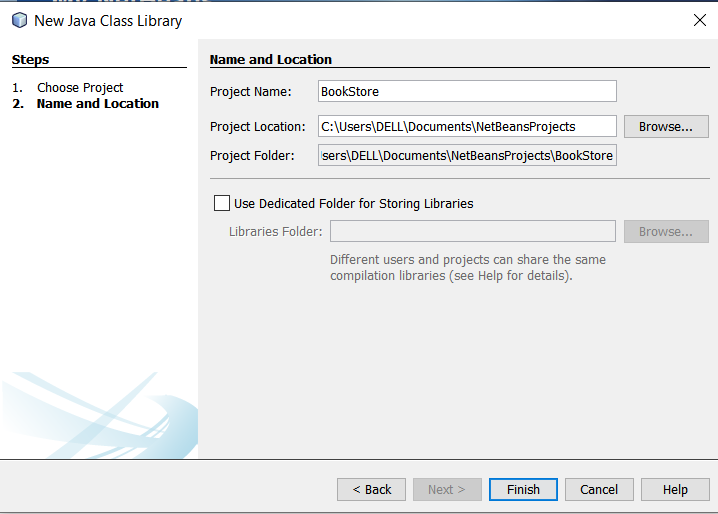 New Java Class Library
Steps
1. Choose Project
2. Name and Location
Name and Location
Project Name: BookStore
Project Location: C:\Users\DELL\Documents\NetBeansProjects Browse...
Project Folder: sers\DELL\Documents\NetBeansProjects\BookStore
Use Dedicated Folder for Storing Libraries
Libraries Folder: Browse...
Different users and projects can share the same
compilation libraries (see Help for details).
< Back Next > Finish Cancel Help